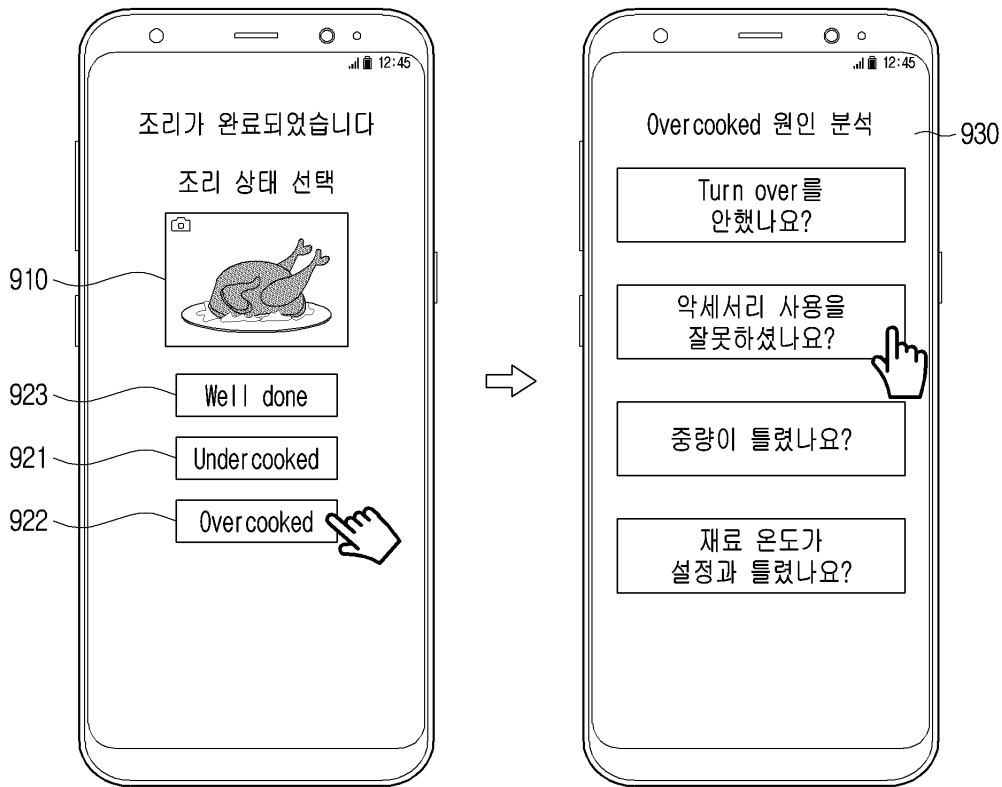 12:45
조리가 완료되었습니다
조리 상태 선택
910
923
Well done
921
Undercooked
922
Overcooked
12:45
Overcooked 원인 분석
930
Turn over를
안했나요?
악세서리 사용을
잘못하셨나요?
중량이 틀렸나요?
재료 온도가
설정과 틀렸나요?